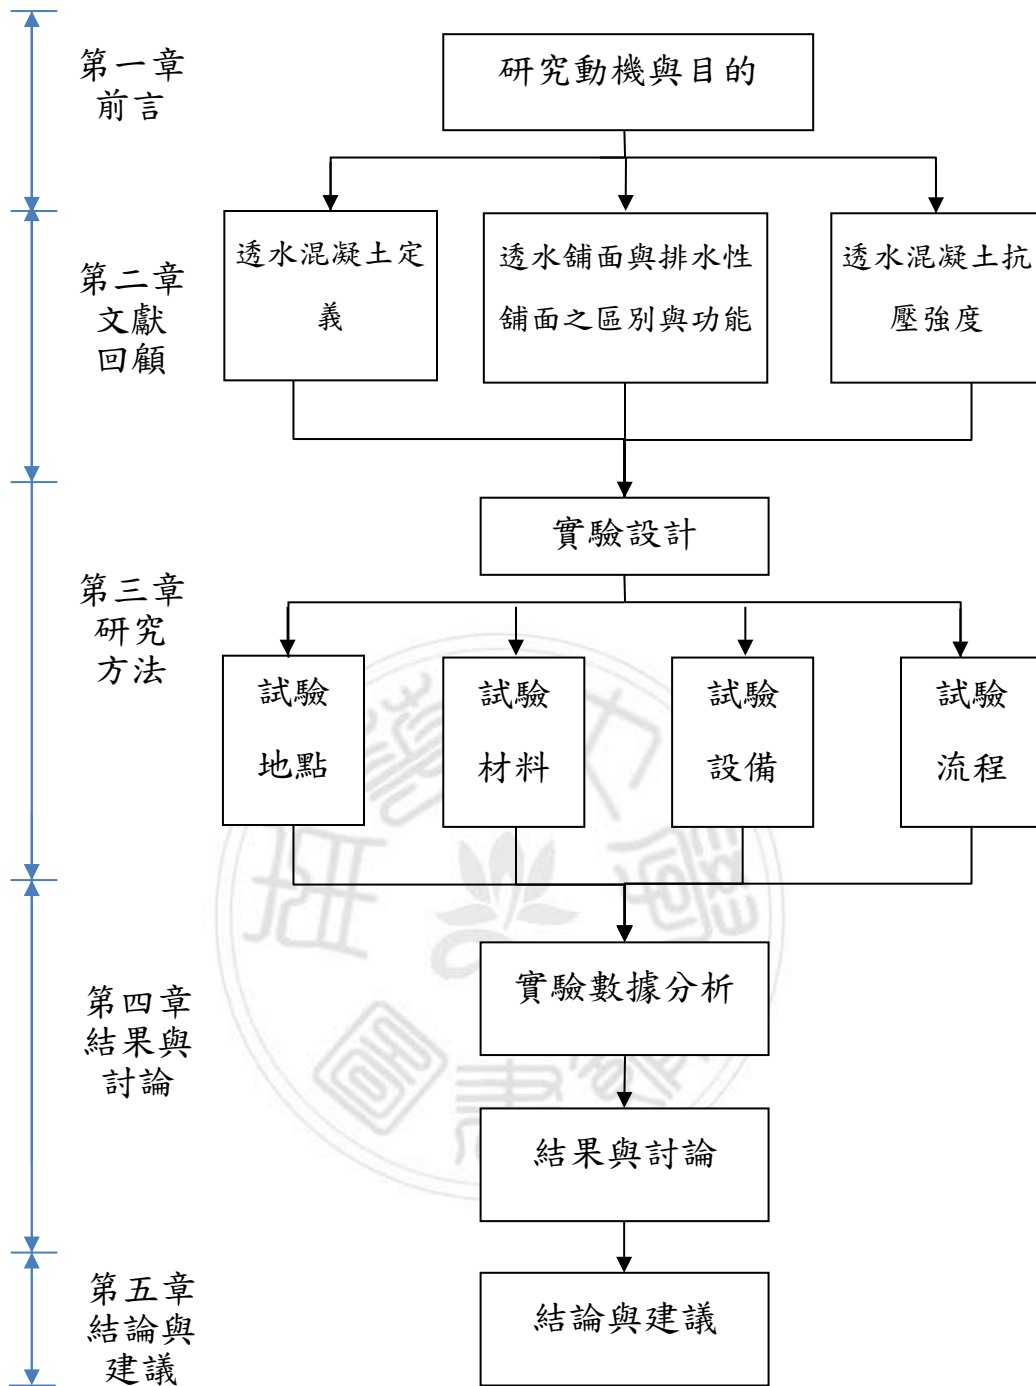 第一章
前言
研究動機與目的
第二章
文獻
回顧
透水混凝土定
義
透水舖面與排水性
舖面之區別與功能
透水混凝土抗
壓強度
第三章
研究
方法
實驗設計
試驗
地點
試驗
材料
試驗
設備
試驗
流程
第四章
結果與
討論
實驗數據分析
結果與討論
第五章
結論與
建議
結論與建議